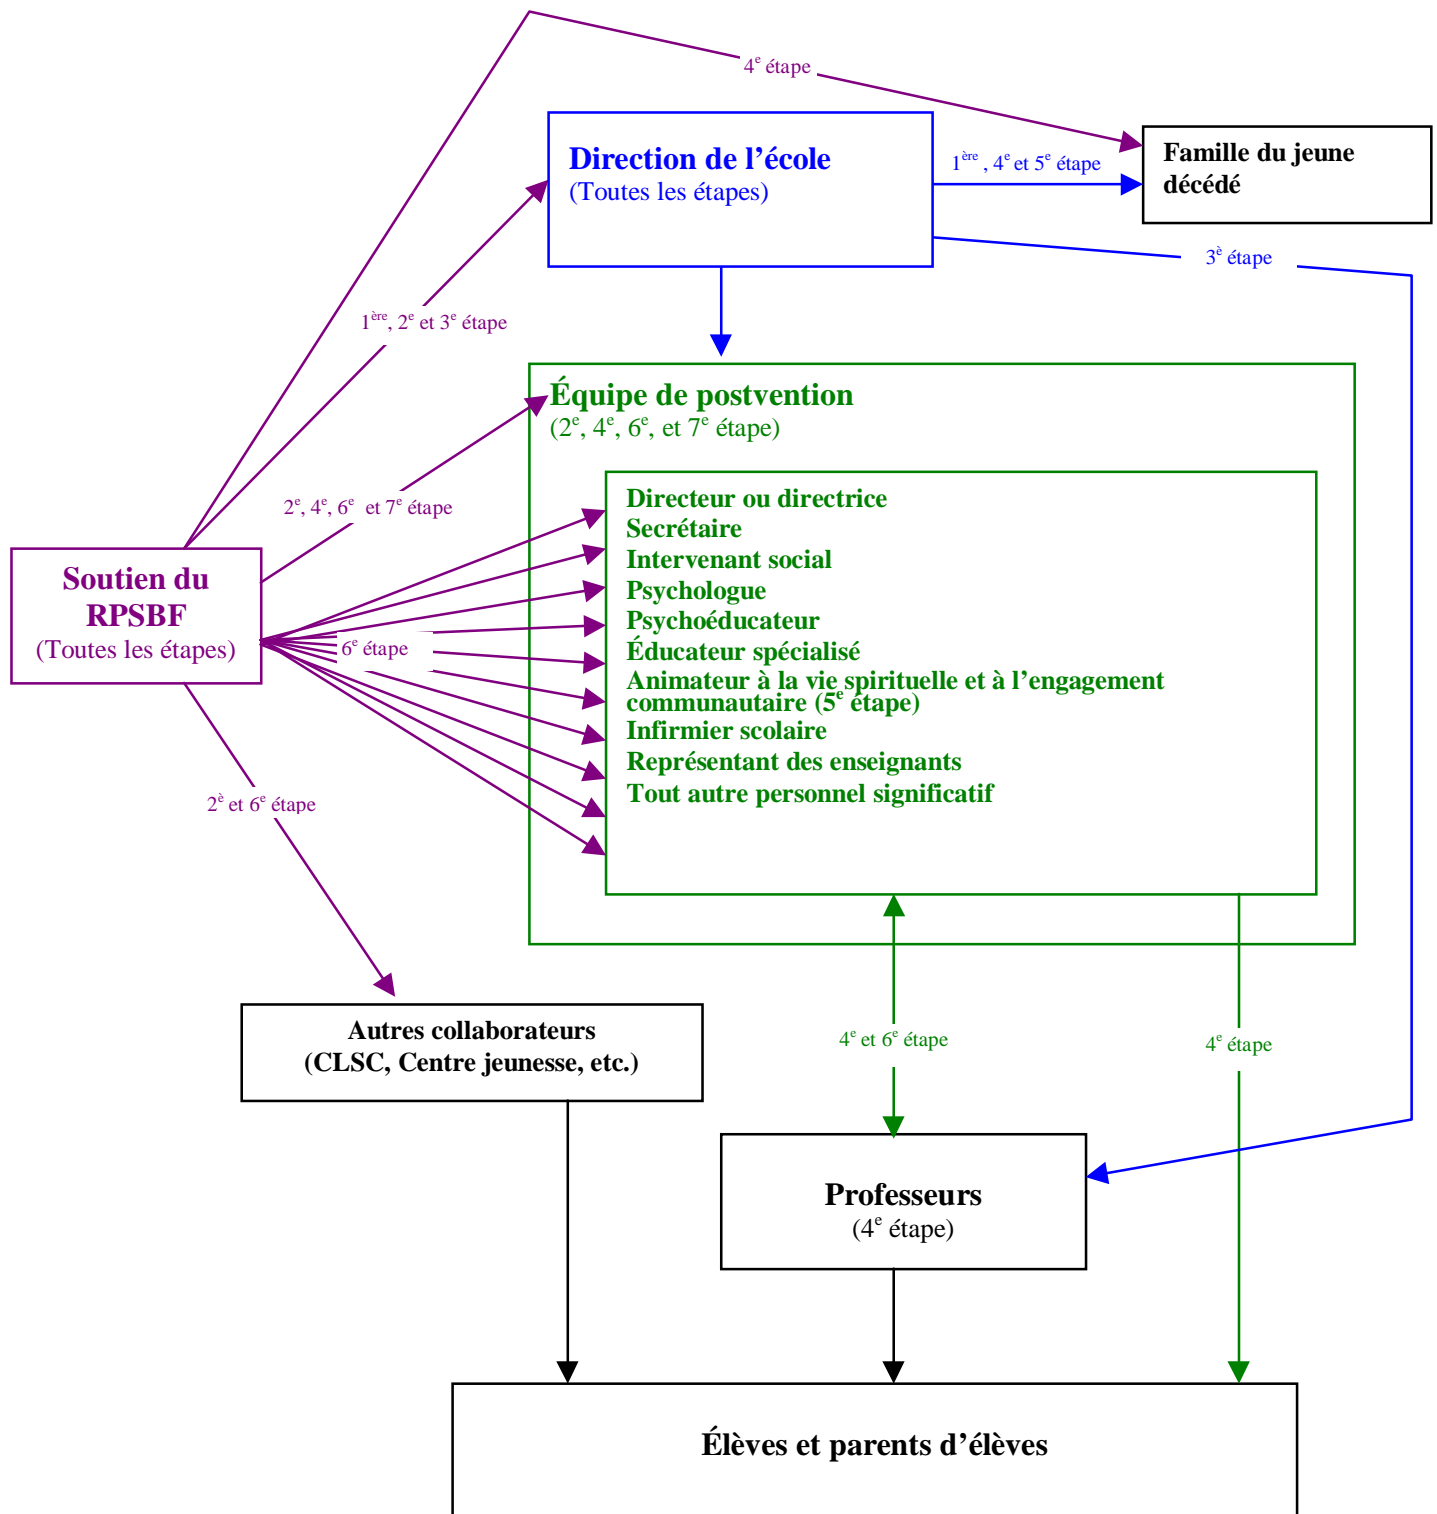 4e étape
Direction de l’école
(Toutes les étapes)
1ère , 4e et 5e étape
Famille du jeune
décédé
3è étape
1ère, 2e et 3e étape
Équipe de postvention
(2e, 4e, 6e, et 7e étape)
2e, 4e, 6e et 7e étape
Directeur ou directrice
Secrétaire
Intervenant social
Psychologue
Psychoéducateur
Éducateur spécialisé
Animateur à la vie spirituelle et à l’engagement
communautaire (5e étape)
Infirmier scolaire
Représentant des enseignants
Tout autre personnel significatif
Soutien du
RPSBF
(Toutes les étapes)
6e étape
2è et 6e étape
Autres collaborateurs
(CLSC, Centre jeunesse, etc.)
4e et 6e étape
4e étape
Professeurs
(4e étape)
Élèves et parents d’élèves